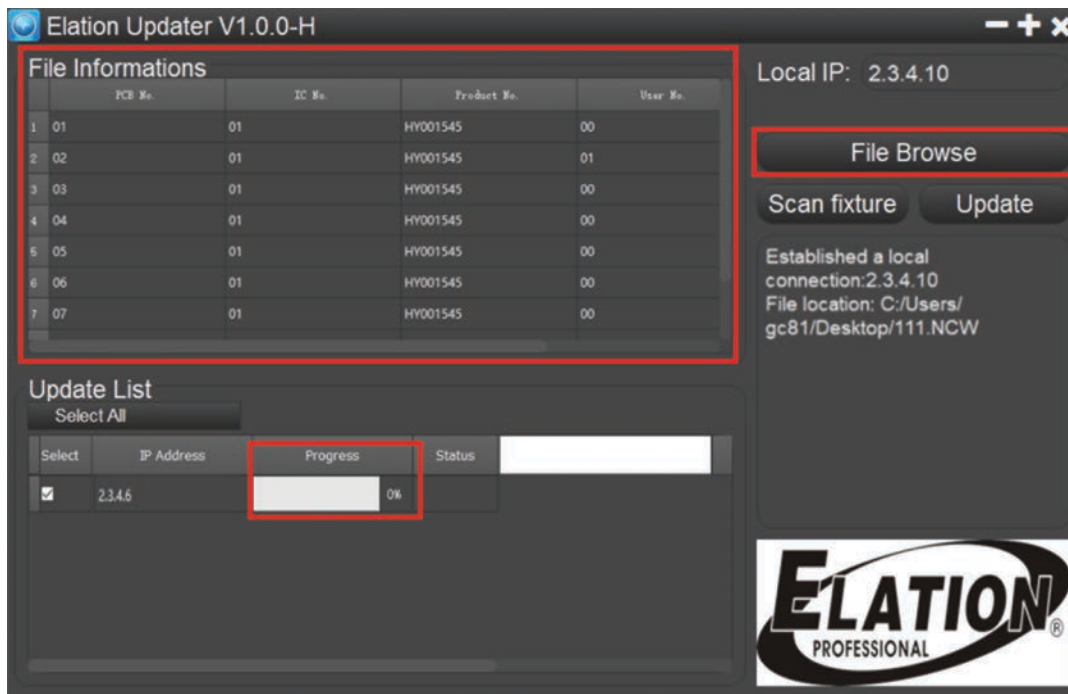 Elation Updater V1.0.0-H
File Informations
PCB No. IC No. Product No. User No.
1 01 01 HY001545 00
2 02 01 HY001545 01
3 03 01 HY001545 00
4 04 01 HY001545 00
5 05 01 HY001545 00
6 06 01 HY001545 00
7 07 01 HY001545 00
Update List
Select All
Select IP Address Progress Status
2.3.4.6 0%
Local IP: 2.3.4.10
File Browse
Scan fixture Update
Established a local
connection:2.3.4.10
File location: C:/Users/
gc81/Desktop/111.NCW
ELATION®
PROFESSIONAL